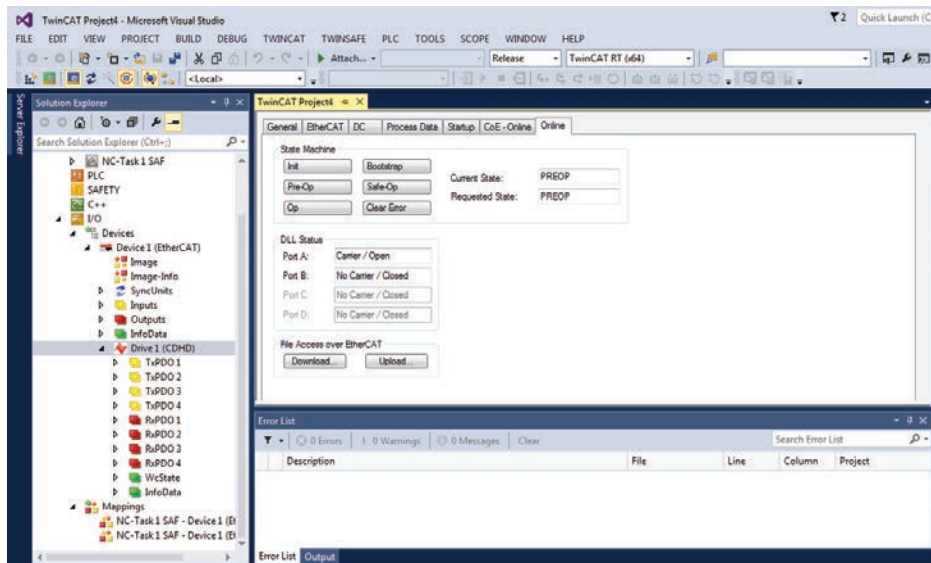 TwinCAT Project4 - Microsoft Visual Studio
2
Quick Launch (C
FILE EDIT VIEW PROJECT BUILD DEBUG TWINCAT TWINSAFE PLC TOOLS SCOPE WINDOW HELP
Attach...
Release
TwinCAT RT (x64)
<Local>
Server Explorer
Solution Explorer
Search Solution Explorer (Ctrl+;)
NC-Task 1 SAF
PLC
SAFETY
C++
I/O
Devices
Device 1 (EtherCAT)
Image
Image-Info
SyncUnits
Inputs
Outputs
InfoData
Drive 1 (CDHD)
TxPDO 1
TxPDO 2
TxPDO 3
TxPDO 4
RxPDO 1
RxPDO 2
RxPDO 3
RxPDO 4
WcState
InfoData
Mappings
NC-Task 1 SAF - Device 1 (Et
NC-Task 1 SAF - Device 1 (Et
TwinCAT Project4
General EtherCAT DC Process Data Startup CoE - Online Online
State Machine
Init Bootstrap
Pre-Op Safe-Op
Op Clear Error
Current State: PREOP
Requested State: PREOP
DLL Status
Port A: Carrier / Open
Port B: No Carrier / Closed
Port C: No Carrier / Closed
Port D: No Carrier / Closed
File Access over EtherCAT
Download... Upload...
Error List
0 Errors 0 Warnings 0 Messages Clear
Search Error List
Description File Line Column Project
Error List Output